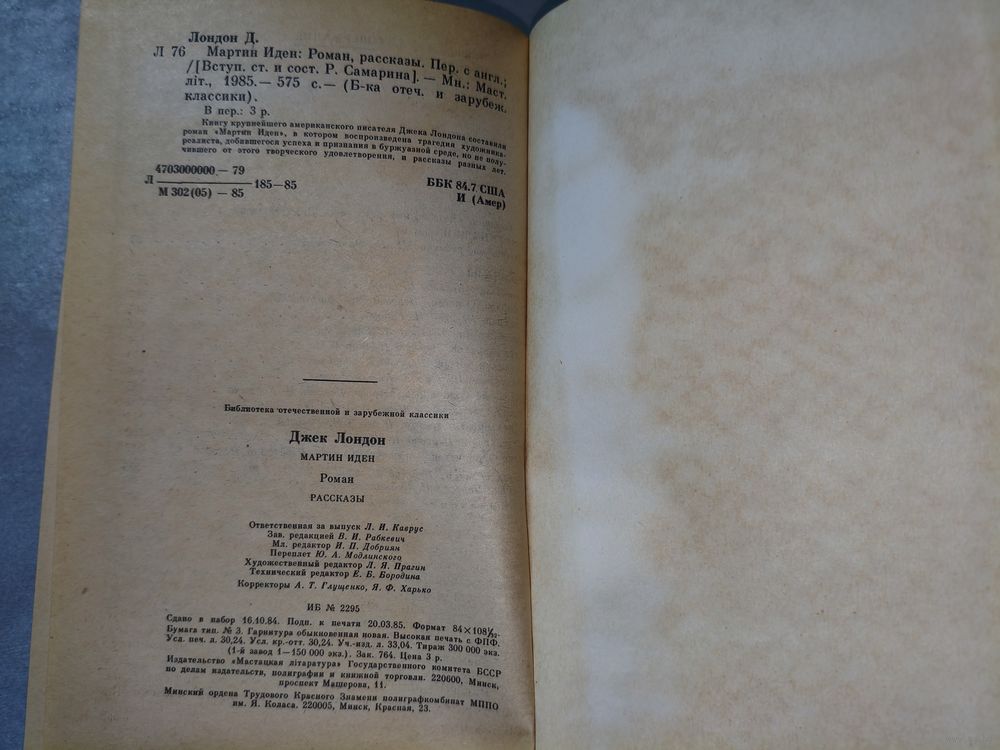 Лондон Д.
Л 76 Мартин Иден: Роман, рассказы. Пер. с англ.;
/[Вступ. ст. и сост. Р. Самарина]. — Мн.: Маст.
літ., 1985.— 575 с.— (Б-ка отеч. и зарубеж.
классики).
В пер.: 3 р.
Книгу крупнейшего американского писателя Джека Лондона составили
роман «Мартин Иден», в котором воспроизведена трагедия художника-
реалиста, добившегося успеха и признания в буржуазной среде, но не полу-
чившего от этого творческого удовлетворения, и рассказы разных лет.
4703000000 — 79
Л 185—85
М 302(05) — 85
ББК 84.7 США
И (Амер)
Библиотека отечественной и зарубежной классики
Джек Лондон
МАРТИН ИДЕН
Роман
РАССКАЗЫ
Ответственная за выпуск Л. И. Каврус
Зав. редакцией В. И. Рабкевич
Мл. редактор И. П. Добриян
Переплет Ю. А. Модлинского
Художественный редактор Л. Я. Прагин
Технический редактор Е. Б. Бородина
Корректоры А. Т. Глущенко, Я. Ф. Харько
ИБ № 2295
Сдано в набор 16.10.84. Подп. к печати 20.03.85. Формат 84×108¹/₃₂.
Бумага тип. № 3. Гарнитура обыкновенная новая. Высокая печать с ФПФ.
Усл. печ. л. 30,24. Усл. кр.-отт. 30,24. Уч.-изд. л. 33,04. Тираж 300 000 экз.
(1-й завод 1—150 000 экз.). Зак. 764. Цена 3 р.
Издательство «Мастацкая літаратура» Государственного комитета БССР
по делам издательств, полиграфии и книжной торговли. 220600, Минск,
проспект Машерова, 11.
Минский ордена Трудового Красного Знамени полиграфкомбинат МППО
им. Я. Коласа. 220005, Минск, Красная, 23.